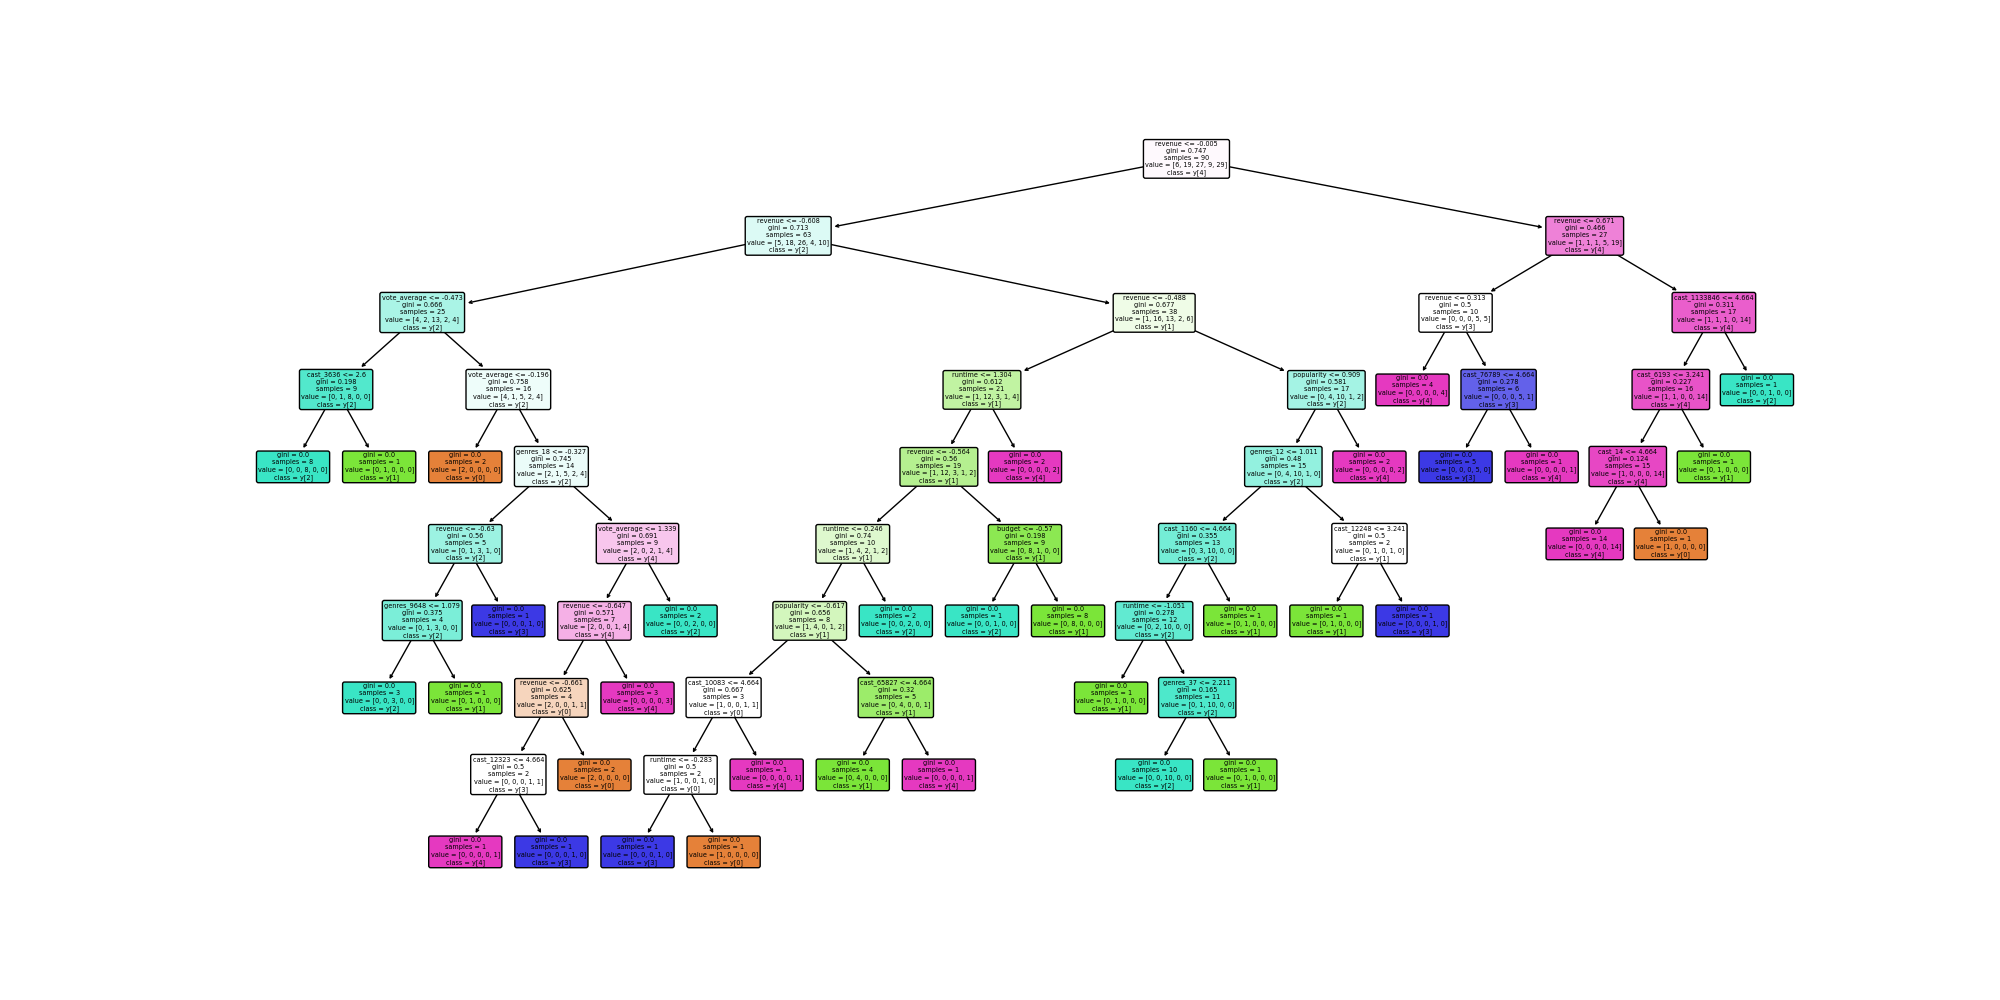 revenue <= -0.005
gini = 0.747
samples = 90
value = [6, 19, 27, 9, 29]
class = y[4]
revenue <= -0.608
gini = 0.713
samples = 63
value = [5, 18, 26, 4, 10]
class = y[2]
revenue <= 0.671
gini = 0.466
samples = 27
value = [1, 1, 1, 5, 19]
class = y[4]
vote_average <= -0.473
gini = 0.666
samples = 25
value = [4, 2, 13, 2, 4]
class = y[2]
revenue <= -0.488
gini = 0.677
samples = 38
value = [1, 16, 13, 2, 6]
class = y[1]
revenue <= 0.313
gini = 0.5
samples = 10
value = [0, 0, 0, 5, 5]
class = y[3]
cast_1133846 <= 4.664
gini = 0.311
samples = 17
value = [1, 1, 1, 0, 14]
class = y[4]
cast_3636 <= 2.6
gini = 0.198
samples = 9
value = [0, 1, 8, 0, 0]
class = y[2]
vote_average <= -0.196
gini = 0.758
samples = 16
value = [4, 1, 5, 2, 4]
class = y[2]
runtime <= 1.304
gini = 0.612
samples = 21
value = [1, 12, 3, 1, 4]
class = y[1]
popularity <= 0.909
gini = 0.581
samples = 17
value = [0, 4, 10, 1, 2]
class = y[2]
gini = 0.0
samples = 4
value = [0, 0, 0, 0, 4]
class = y[4]
cast_76789 <= 4.664
gini = 0.278
samples = 6
value = [0, 0, 0, 5, 1]
class = y[3]
cast_6193 <= 3.241
gini = 0.227
samples = 16
value = [1, 1, 0, 0, 14]
class = y[4]
gini = 0.0
samples = 1
value = [0, 0, 1, 0, 0]
class = y[2]
gini = 0.0
samples = 8
value = [0, 0, 8, 0, 0]
class = y[2]
gini = 0.0
samples = 1
value = [0, 1, 0, 0, 0]
class = y[1]
gini = 0.0
samples = 2
value = [2, 0, 0, 0, 0]
class = y[0]
genres_18 <= -0.327
gini = 0.745
samples = 14
value = [2, 1, 5, 2, 4]
class = y[2]
revenue <= -0.564
gini = 0.56
samples = 19
value = [1, 12, 3, 1, 2]
class = y[1]
gini = 0.0
samples = 2
value = [0, 0, 0, 0, 2]
class = y[4]
genres_12 <= 1.011
gini = 0.48
samples = 15
value = [0, 4, 10, 1, 0]
class = y[2]
gini = 0.0
samples = 2
value = [0, 0, 0, 0, 2]
class = y[4]
gini = 0.0
samples = 5
value = [0, 0, 0, 5, 0]
class = y[3]
gini = 0.0
samples = 1
value = [0, 0, 0, 0, 1]
class = y[4]
cast_14 <= 4.664
gini = 0.124
samples = 15
value = [1, 0, 0, 0, 14]
class = y[4]
gini = 0.0
samples = 1
value = [0, 1, 0, 0, 0]
class = y[1]
revenue <= -0.63
gini = 0.56
samples = 5
value = [0, 1, 3, 1, 0]
class = y[2]
vote_average <= 1.339
gini = 0.691
samples = 9
value = [2, 0, 2, 1, 4]
class = y[4]
runtime <= 0.246
gini = 0.74
samples = 10
value = [1, 4, 2, 1, 2]
class = y[1]
budget <= -0.57
gini = 0.198
samples = 9
value = [0, 8, 1, 0, 0]
class = y[1]
cast_1160 <= 4.664
gini = 0.355
samples = 13
value = [0, 3, 10, 0, 0]
class = y[2]
cast_12248 <= 3.241
gini = 0.5
samples = 2
value = [0, 1, 0, 1, 0]
class = y[1]
gini = 0.0
samples = 14
value = [0, 0, 0, 0, 14]
class = y[4]
gini = 0.0
samples = 1
value = [1, 0, 0, 0, 0]
class = y[0]
genres_9648 <= 1.079
gini = 0.375
samples = 4
value = [0, 1, 3, 0, 0]
class = y[2]
gini = 0.0
samples = 1
value = [0, 0, 0, 1, 0]
class = y[3]
revenue <= -0.647
gini = 0.571
samples = 7
value = [2, 0, 0, 1, 4]
class = y[4]
gini = 0.0
samples = 2
value = [0, 0, 2, 0, 0]
class = y[2]
popularity <= -0.617
gini = 0.656
samples = 8
value = [1, 4, 0, 1, 2]
class = y[1]
gini = 0.0
samples = 2
value = [0, 0, 2, 0, 0]
class = y[2]
gini = 0.0
samples = 1
value = [0, 0, 1, 0, 0]
class = y[2]
gini = 0.0
samples = 8
value = [0, 8, 0, 0, 0]
class = y[1]
runtime <= -1.051
gini = 0.278
samples = 12
value = [0, 2, 10, 0, 0]
class = y[2]
gini = 0.0
samples = 1
value = [0, 1, 0, 0, 0]
class = y[1]
gini = 0.0
samples = 1
value = [0, 1, 0, 0, 0]
class = y[1]
gini = 0.0
samples = 1
value = [0, 0, 0, 1, 0]
class = y[3]
gini = 0.0
samples = 3
value = [0, 0, 3, 0, 0]
class = y[2]
gini = 0.0
samples = 1
value = [0, 1, 0, 0, 0]
class = y[1]
revenue <= -0.661
gini = 0.625
samples = 4
value = [2, 0, 0, 1, 1]
class = y[0]
gini = 0.0
samples = 3
value = [0, 0, 0, 0, 3]
class = y[4]
cast_10083 <= 4.664
gini = 0.667
samples = 3
value = [1, 0, 0, 1, 1]
class = y[0]
cast_65827 <= 4.664
gini = 0.32
samples = 5
value = [0, 4, 0, 0, 1]
class = y[1]
gini = 0.0
samples = 1
value = [0, 1, 0, 0, 0]
class = y[1]
genres_37 <= 2.211
gini = 0.165
samples = 11
value = [0, 1, 10, 0, 0]
class = y[2]
cast_12323 <= 4.664
gini = 0.5
samples = 2
value = [0, 0, 0, 1, 1]
class = y[3]
gini = 0.0
samples = 2
value = [2, 0, 0, 0, 0]
class = y[0]
runtime <= -0.283
gini = 0.5
samples = 2
value = [1, 0, 0, 1, 0]
class = y[0]
gini = 0.0
samples = 1
value = [0, 0, 0, 0, 1]
class = y[4]
gini = 0.0
samples = 4
value = [0, 4, 0, 0, 0]
class = y[1]
gini = 0.0
samples = 1
value = [0, 0, 0, 0, 1]
class = y[4]
gini = 0.0
samples = 10
value = [0, 0, 10, 0, 0]
class = y[2]
gini = 0.0
samples = 1
value = [0, 1, 0, 0, 0]
class = y[1]
gini = 0.0
samples = 1
value = [0, 0, 0, 0, 1]
class = y[4]
gini = 0.0
samples = 1
value = [0, 0, 0, 1, 0]
class = y[3]
gini = 0.0
samples = 1
value = [0, 0, 0, 1, 0]
class = y[3]
gini = 0.0
samples = 1
value = [1, 0, 0, 0, 0]
class = y[0]